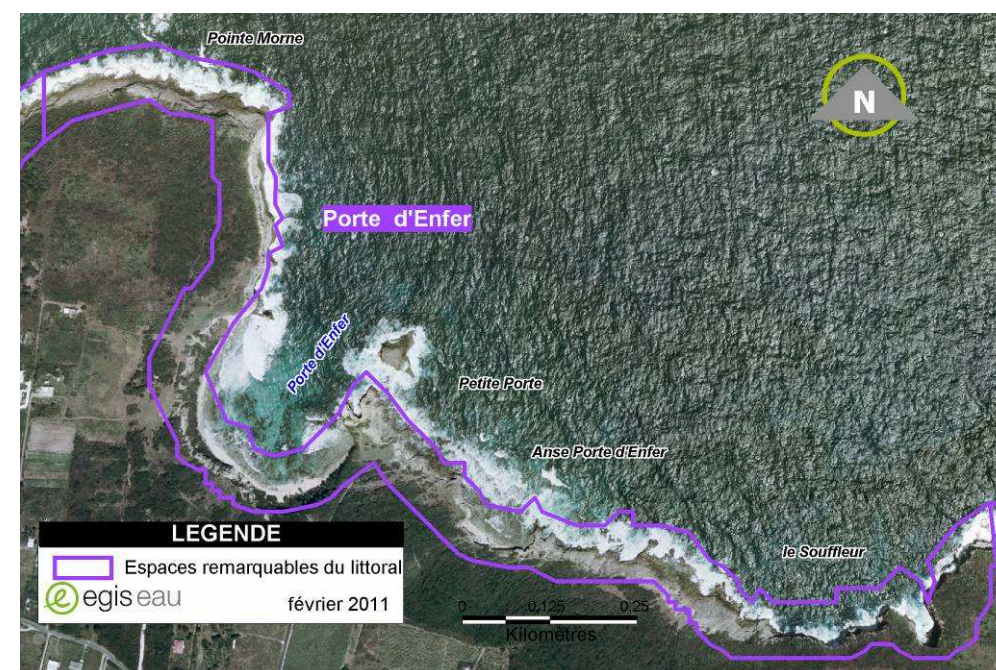 Pointe Morne
N
Porte d'Enfer
Porte d'Enfer
Petite Porte
Anse Porte d'Enfer
le Souffleur
LEGENDE
Espaces remarquables du littoral
egis eau
février 2011
0 0,125 0,25
Kilomètres